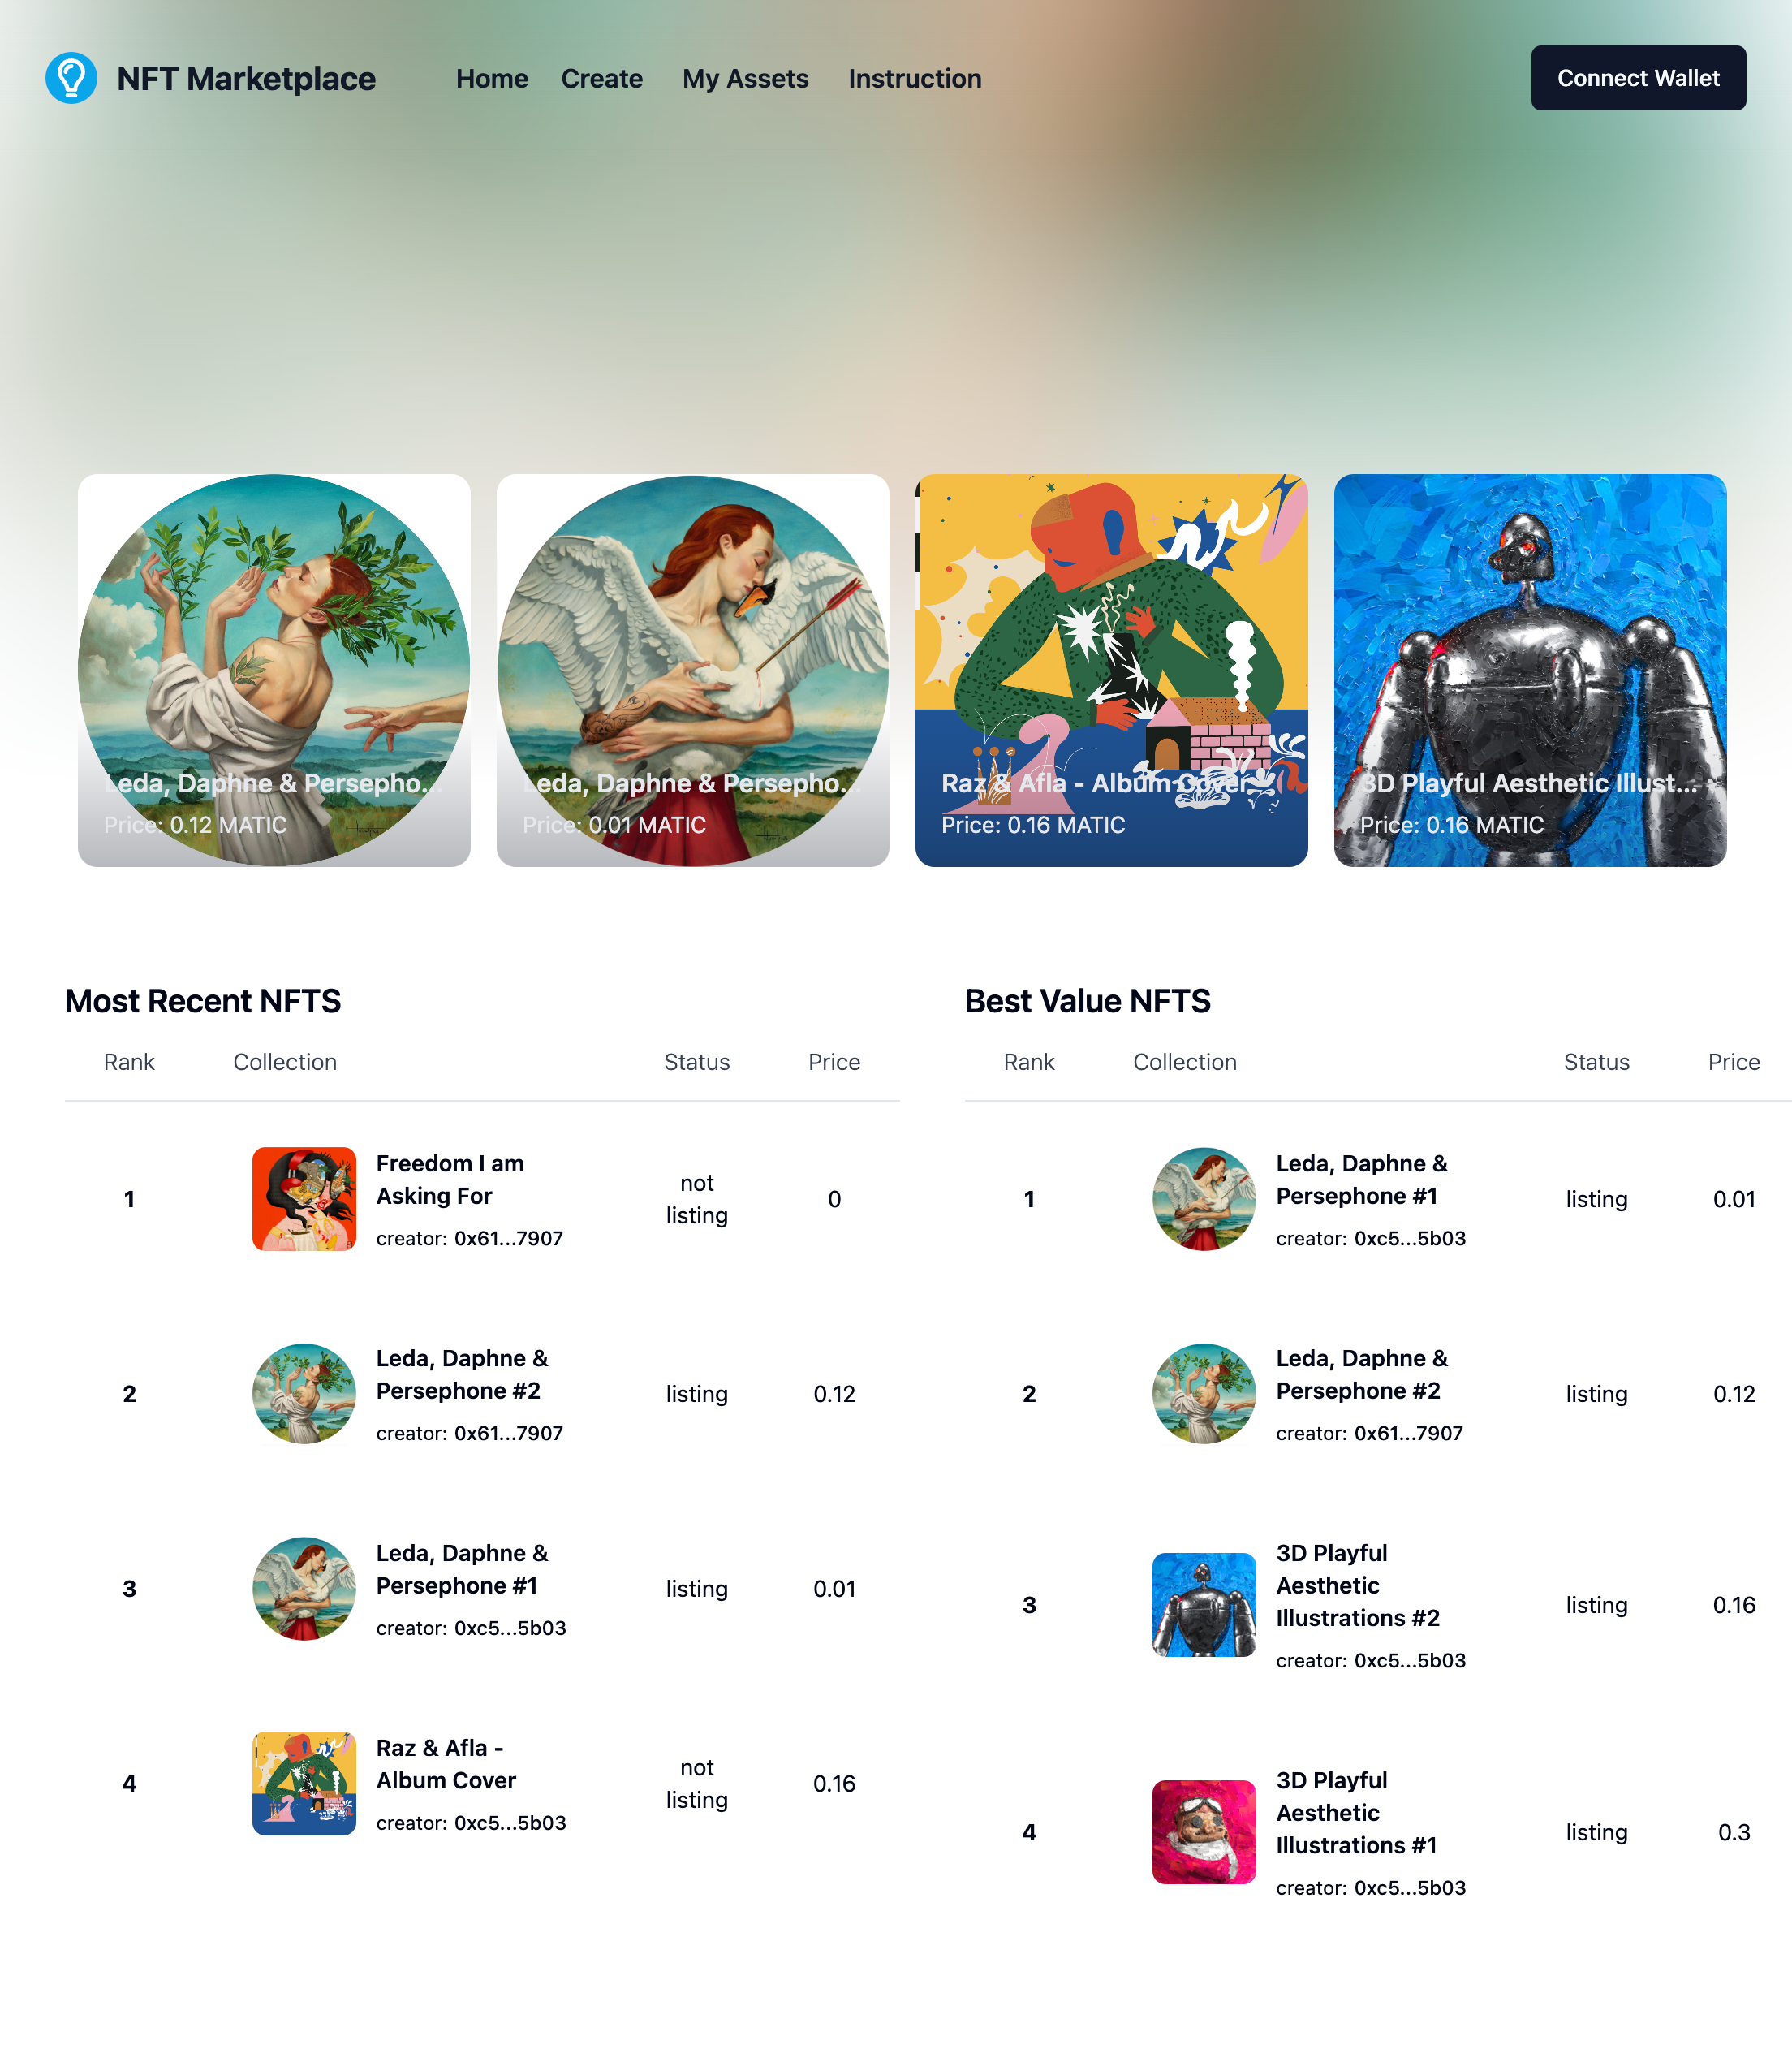 NFT Marketplace
Home
Create
My Assets
Instruction
Connect Wallet
Leda, Daphne & Persepho...
Price: 0.12 MATIC
Leda, Daphne & Persepho...
Price: 0.01 MATIC
Raz & Afla - Album Cover
Price: 0.16 MATIC
3D Playful Aesthetic Illust...
Price: 0.16 MATIC
Most Recent NFTS
Rank Collection Status Price
1
Freedom I am
Asking For
creator: 0x61...7907
not
listing
0
2
Leda, Daphne &
Persephone #2
creator: 0x61...7907
listing
0.12
3
Leda, Daphne &
Persephone #1
creator: 0xc5...5b03
listing
0.01
4
Raz & Afla -
Album Cover
creator: 0xc5...5b03
not
listing
0.16
Best Value NFTS
Rank Collection Status Price
1
Leda, Daphne &
Persephone #1
creator: 0xc5...5b03
listing
0.01
2
Leda, Daphne &
Persephone #2
creator: 0x61...7907
listing
0.12
3
3D Playful
Aesthetic
Illustrations #2
creator: 0xc5...5b03
listing
0.16
4
3D Playful
Aesthetic
Illustrations #1
creator: 0xc5...5b03
listing
0.3